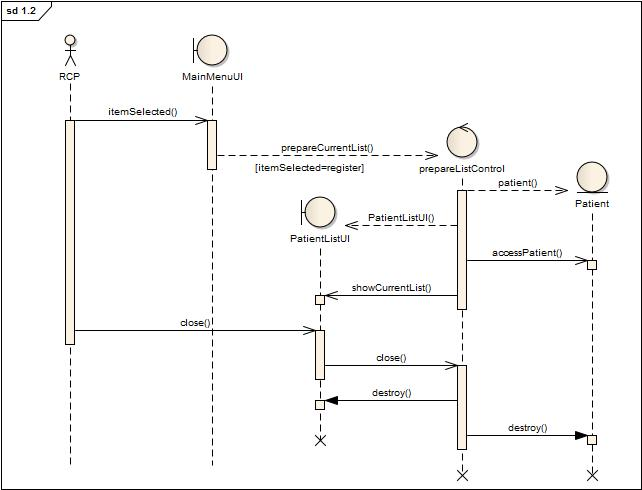 sd 1.2
RCP
MainMenuUI
itemSelected()
prepareCurrentList()
[itemSelected=register]
prepareListControl
patient()
Patient
PatientListUI()
PatientListUI
accessPatient()
showCurrentList()
close()
close()
destroy()
destroy()